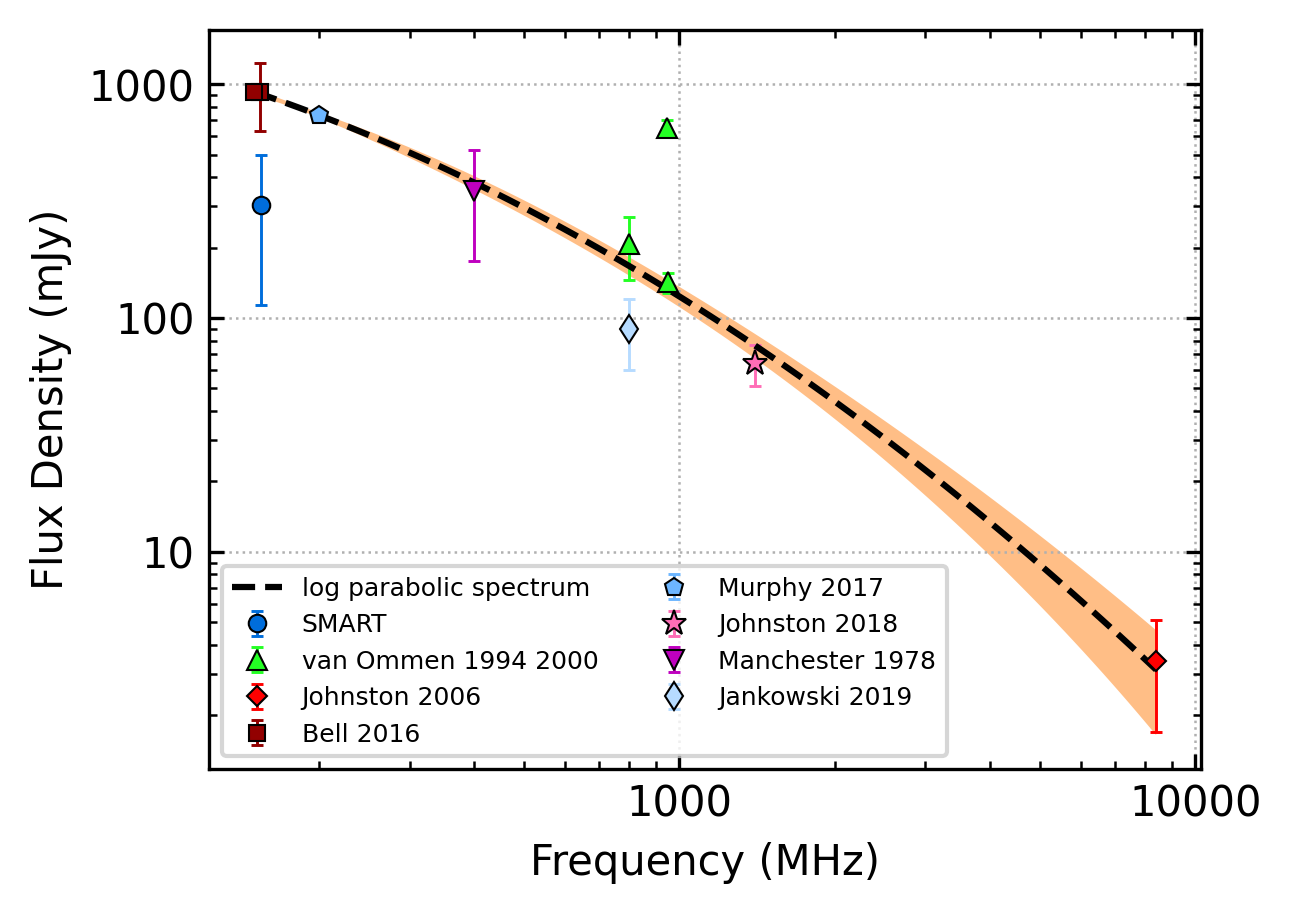 1000
100
10
Flux Density (mJy)
log parabolic spectrum
SMART
van Ommen 1994 2000
Johnston 2006
Bell 2016
Murphy 2017
Johnston 2018
Manchester 1978
Jankowski 2019
1000
10000
Frequency (MHz)